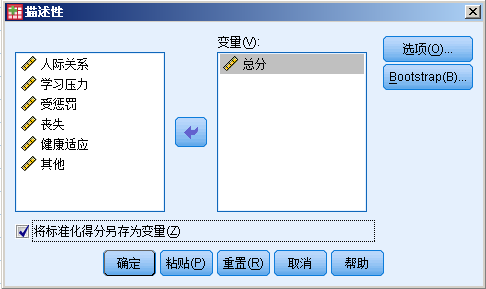 描述性
变量(V):
人际关系
学习压力
受惩罚
丧失
健康适应
其他
总分
选项(O)...
Bootstrap(B)...
将标准化得分另存为变量(Z)
确定
粘贴(P)
重置(R)
取消
帮助